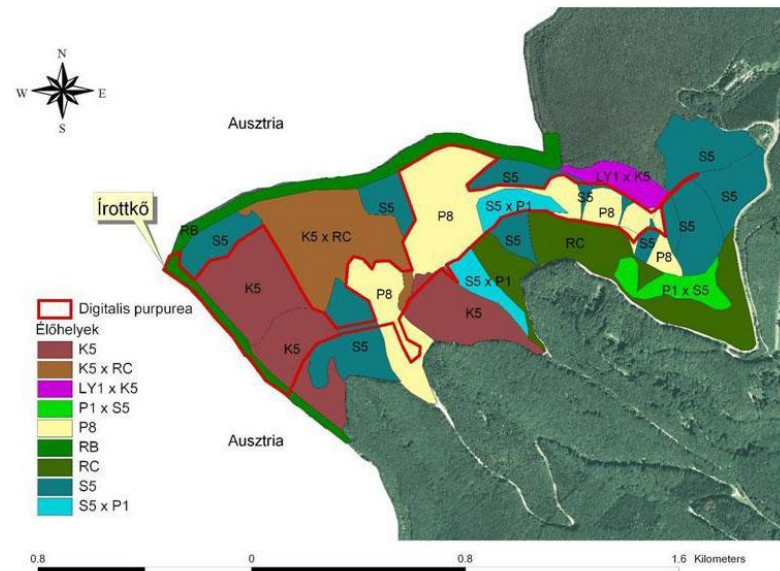 N
W E
S
Ausztria
Írottkő
RB
S5
K5
K5
K5 x RC
S5
P8
S5
P8
S5
K5
S5 x P1
S5 x P1
S5
RC
S5
P8
LY1 x K5
S5
S5
S5
S5
P8
P1 x S5
Ausztria
Digitalis purpurea
Élőhelyek
K5
K5 x RC
LY1 x K5
P1 x S5
P8
RB
RC
S5
S5 x P1
0.8 0 0.8 1.6 Kilometers